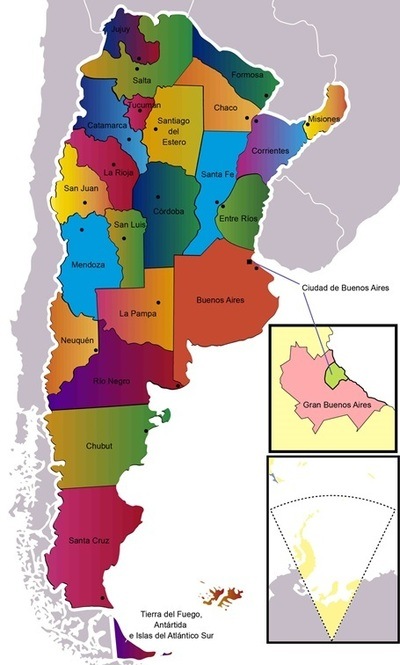 Jujuy
Salta
Formosa
Chaco
Misiones
Tucumán
Catamarca
Santiago
del
Estero
Corrientes
La Rioja
Santa Fe
San Juan
Córdoba
San Luis
Entre Ríos
Mendoza
Ciudad de Buenos Aires
Buenos Aires
La Pampa
Neuquén
Río Negro
Gran Buenos Aires
Chubut
Santa Cruz
Tierra del Fuego,
Antártida
e Islas del Atlántico Sur